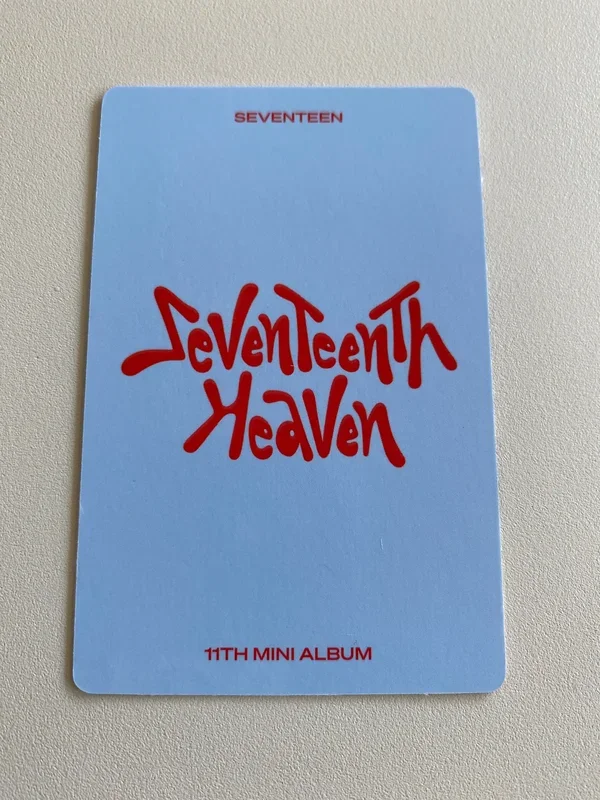 SEVENTEEN
SevenTeenTh
Heaven
11TH MINI ALBUM